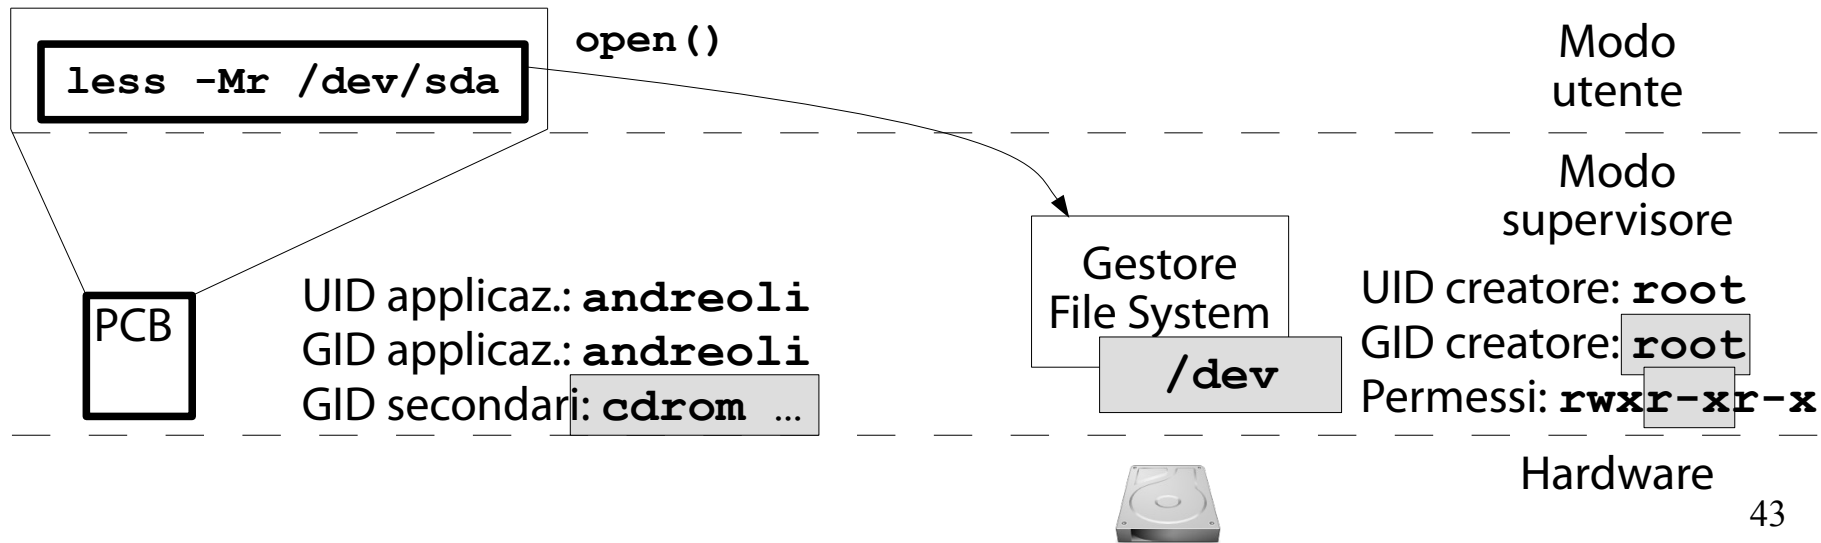 open()
less -Mr /dev/sda
Modo
utente
Modo
supervisore
PCB
UID applicaz.: andreoli
GID applicaz.: andreoli
GID secondari: cdrom ...
Gestore
File System
/dev
UID creatore: root
GID creatore: root
Permessi: rwxr-xr-x
Hardware
43